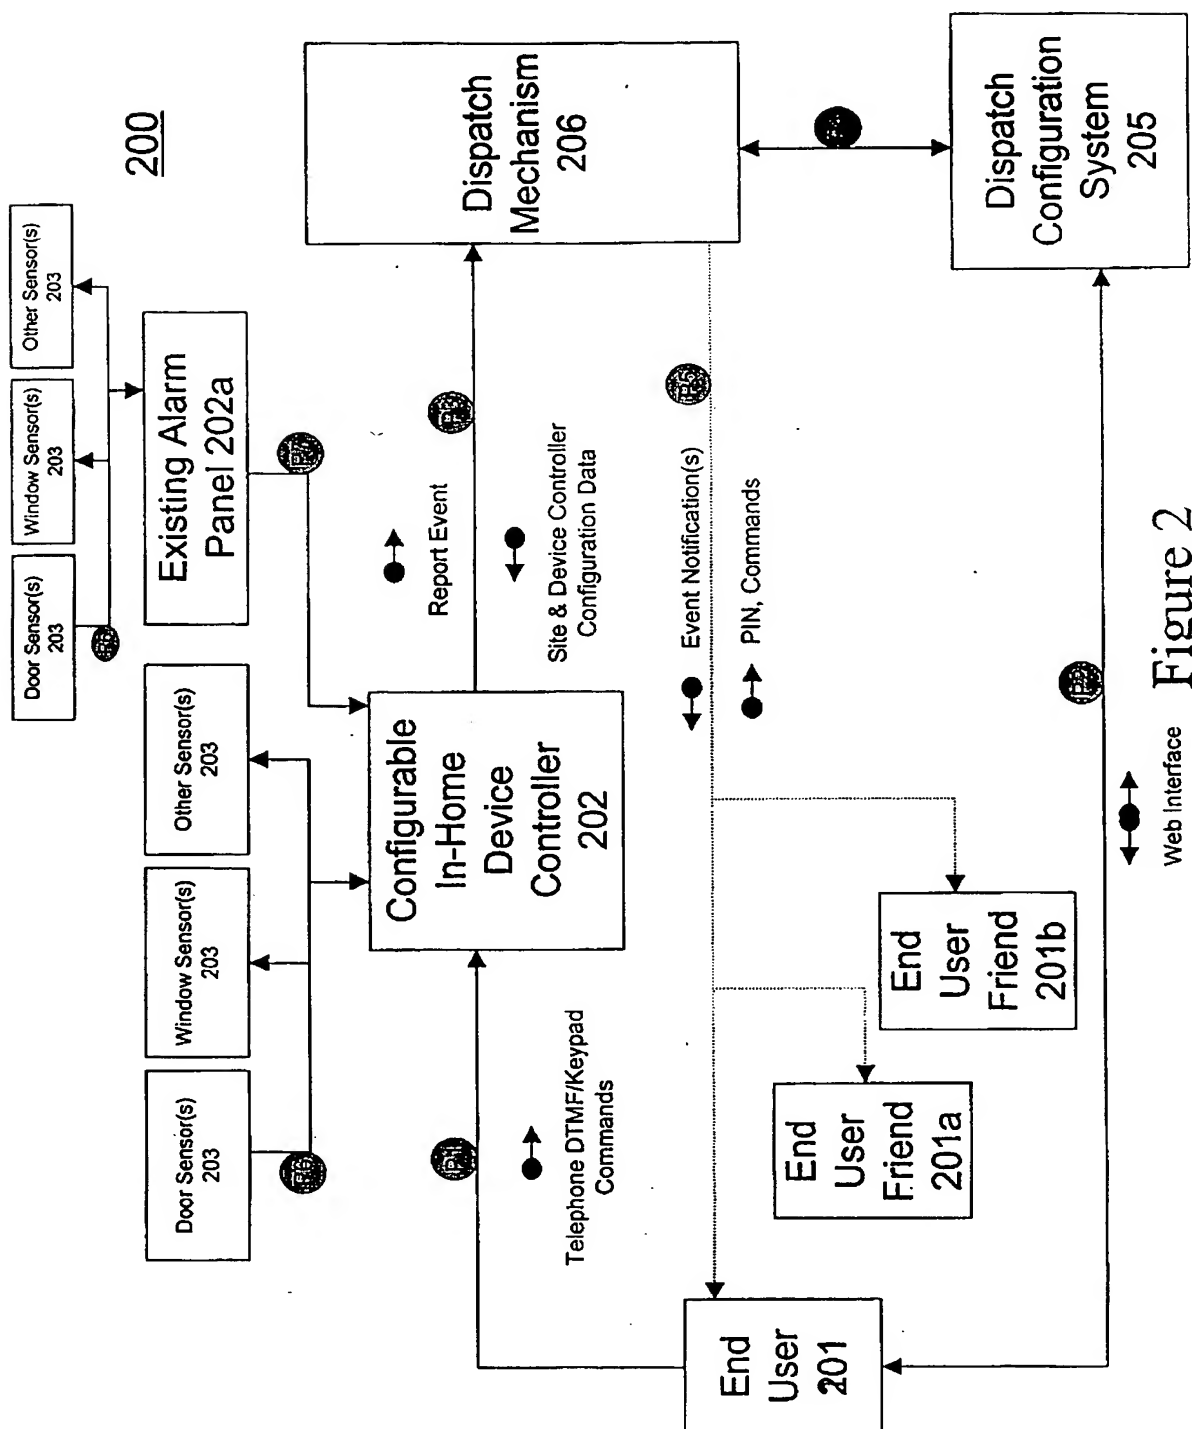 200
Door Sensor(s)
203
Window Sensor(s)
203
Other Sensor(s)
203
Existing Alarm
Panel 202a
Door Sensor(s)
203
Window Sensor(s)
203
Other Sensor(s)
203
Configurable
In-Home
Device
Controller
202
Report Event
Site & Device Controller
Configuration Data
Dispatch
Mechanism
206
Telephone DTMF/Keypad
Commands
Event Notification(s)
PIN, Commands
End
User
201
End
User
Friend
201a
End
User
Friend
201b
Dispatch
Configuration
System
205
Web Interface
Figure 2